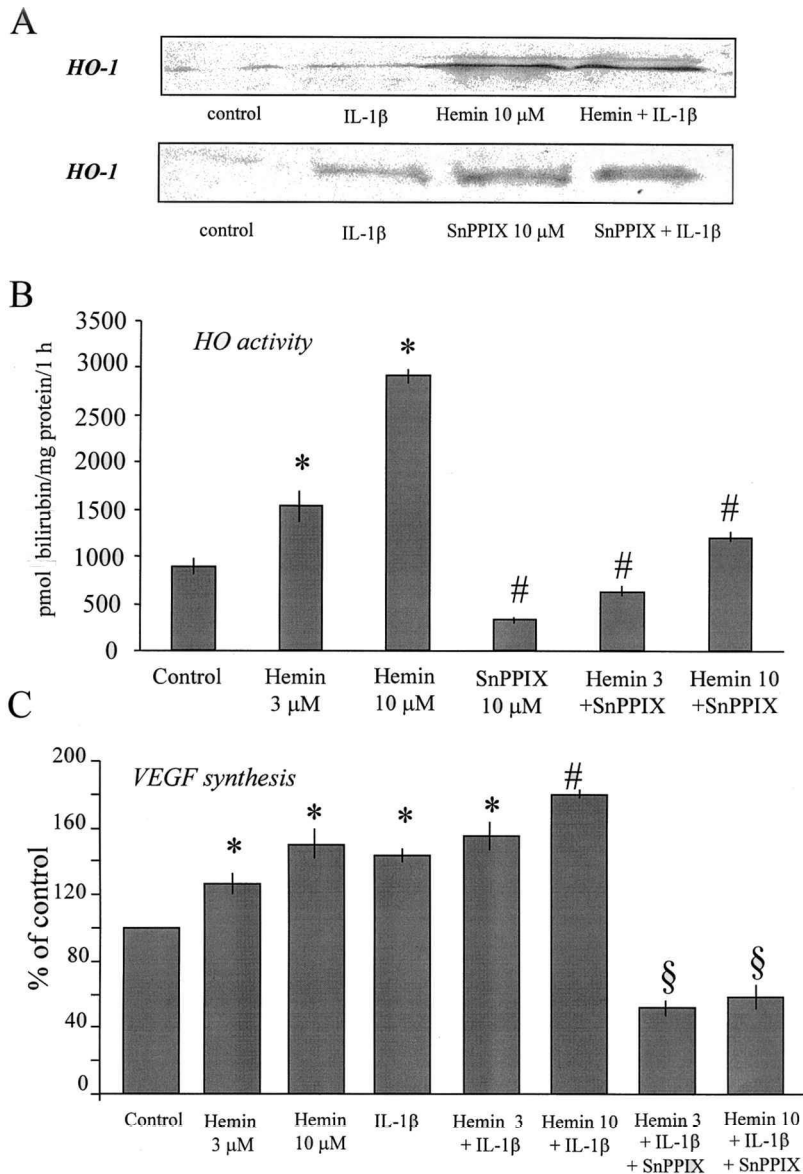 A
HO-1
control IL-1β Hemin 10 μM Hemin + IL-1β
HO-1
control IL-1β SnPPIX 10 μM SnPPIX + IL-1β
B
HO activity
pmol bilirubin/mg protein/1 h
3500
3000
2500
2000
1500
1000
500
0
*
*
#
#
#
Control Hemin Hemin SnPPIX Hemin 3 Hemin 10
3 μM 10 μM 10 μM +SnPPIX +SnPPIX
C
VEGF synthesis
% of control
200
160
120
80
40
0
*
*
*
*
#
§
§
Control Hemin Hemin IL-1β Hemin 3 Hemin 10 Hemin 3 Hemin 10
3 μM 10 μM + IL-1β + IL-1β + IL-1β + IL-1β
+ SnPPIX + SnPPIX